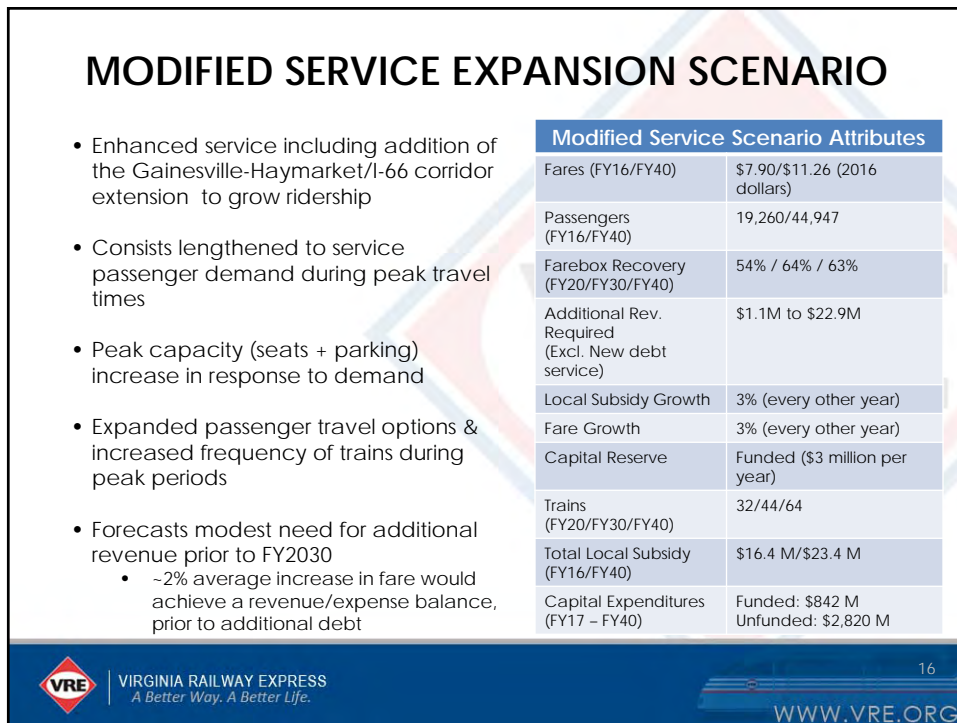 MODIFIED SERVICE EXPANSION SCENARIO
• Enhanced service including addition of
the Gainesville-Haymarket/I-66 corridor
extension to grow ridership
• Consists lengthened to service
passenger demand during peak travel
times
• Peak capacity (seats + parking)
increase in response to demand
• Expanded passenger travel options &
increased frequency of trains during
peak periods
• Forecasts modest need for additional
revenue prior to FY2030
• ~2% average increase in fare would
achieve a revenue/expense balance,
prior to additional debt
Modified Service Scenario Attributes
Fares (FY16/FY40)
$7.90/$11.26 (2016
dollars)
Passengers
(FY16/FY40)
19,260/44,947
Farebox Recovery
(FY20/FY30/FY40)
54% / 64% / 63%
Additional Rev.
Required
(Excl. New debt
service)
$1.1M to $22.9M
Local Subsidy Growth
3% (every other year)
Fare Growth
3% (every other year)
Capital Reserve
Funded ($3 million per
year)
Trains
(FY20/FY30/FY40)
32/44/64
Total Local Subsidy
(FY16/FY40)
$16.4 M/$23.4 M
Capital Expenditures
(FY17 – FY40)
Funded: $842 M
Unfunded: $2,820 M
VRE
VIRGINIA RAILWAY EXPRESS
A Better Way. A Better Life.
16
WWW.VRE.ORG